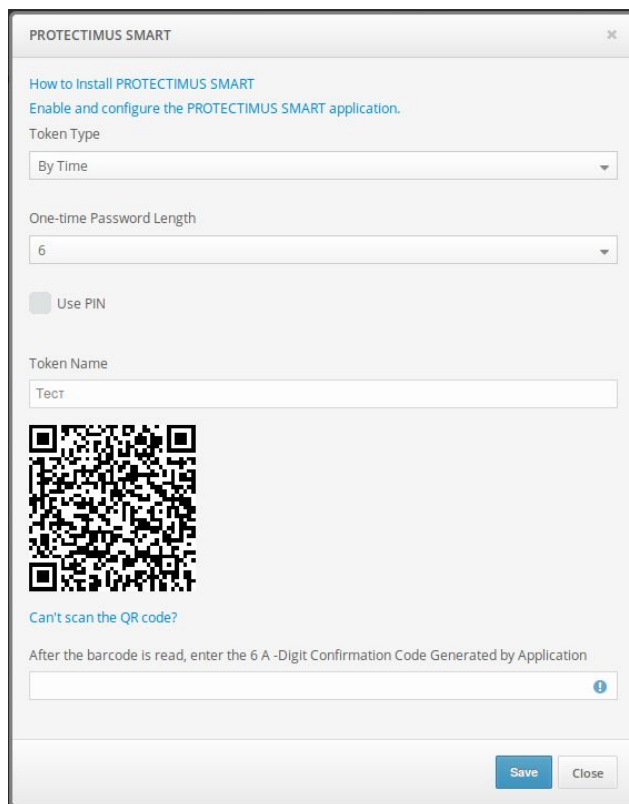 PROTECTIMUS SMART
How to Install PROTECTIMUS SMART
Enable and configure the PROTECTIMUS SMART application.
Token Type
By Time
One-time Password Length
6
Use PIN
Token Name
Тест
Can't scan the QR code?
After the barcode is read, enter the 6 A -Digit Confirmation Code Generated by Application
Save Close